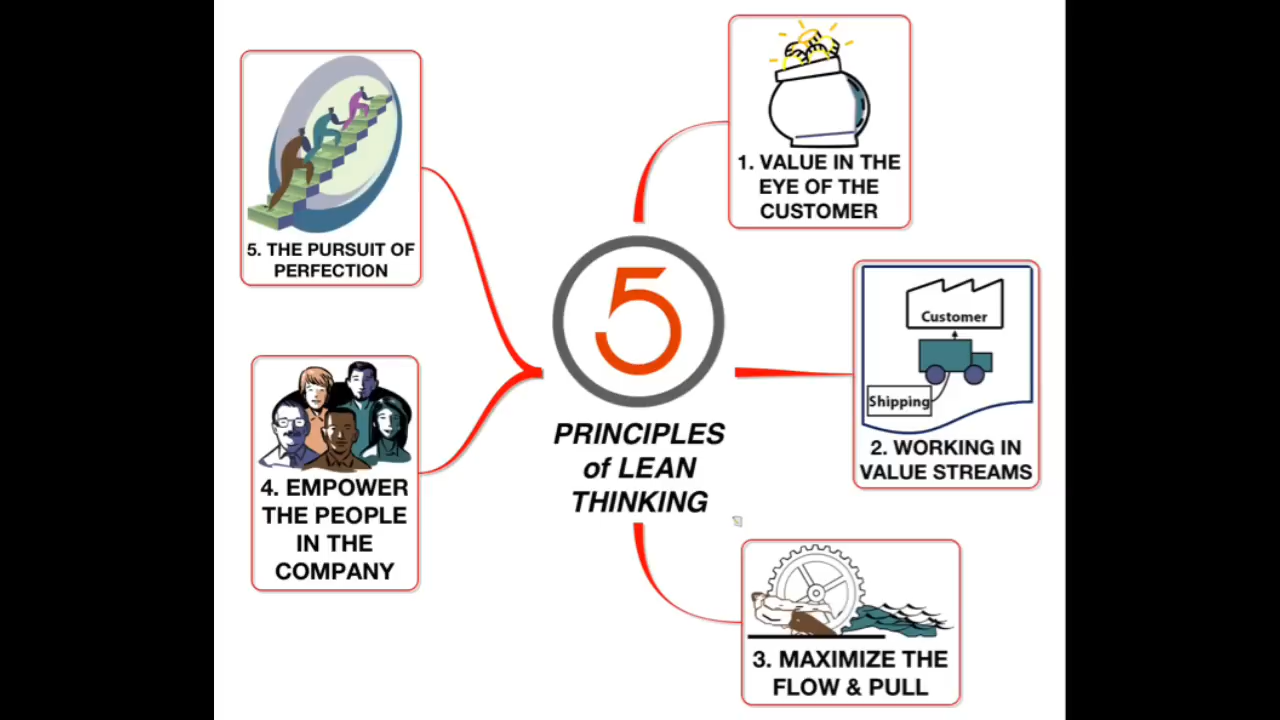 5
PRINCIPLES
of LEAN
THINKING
1. VALUE IN THE
EYE OF THE
CUSTOMER
Customer
Shipping
2. WORKING IN
VALUE STREAMS
3. MAXIMIZE THE
FLOW & PULL
4. EMPOWER
THE PEOPLE
IN THE
COMPANY
5. THE PURSUIT OF
PERFECTION